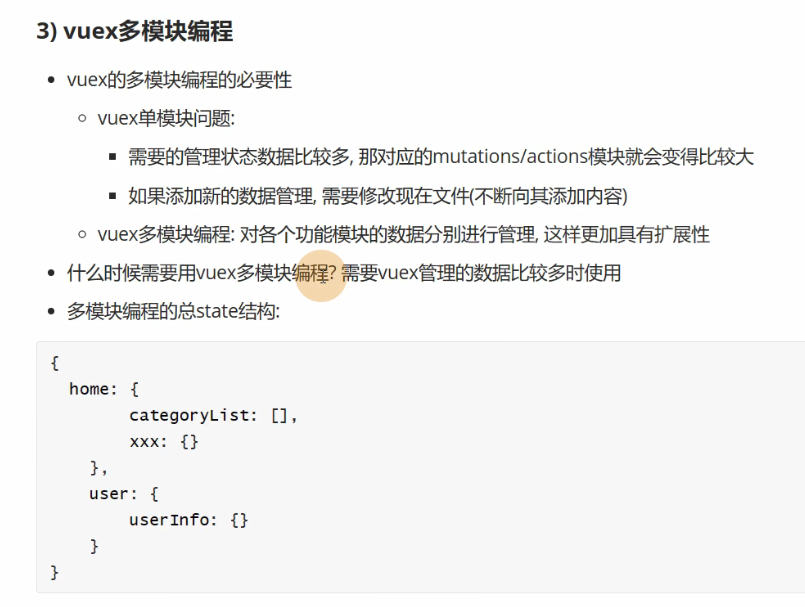 3) vuex多模块编程
vuex的多模块编程的必要性
vuex单模块问题:
需要的管理状态数据比较多, 那对应的mutations/actions模块就会变得比较大
如果添加新的数据管理, 需要修改现在文件(不断向其添加内容)
vuex多模块编程: 对各个功能模块的数据分别进行管理, 这样更加具有扩展性
什么时候需要用vuex多模块编程? 需要vuex管理的数据比较多时使用
多模块编程的总state结构:
{
home: {
categoryList: [],
xxx: {}
},
user: {
userInfo: {}
}
}